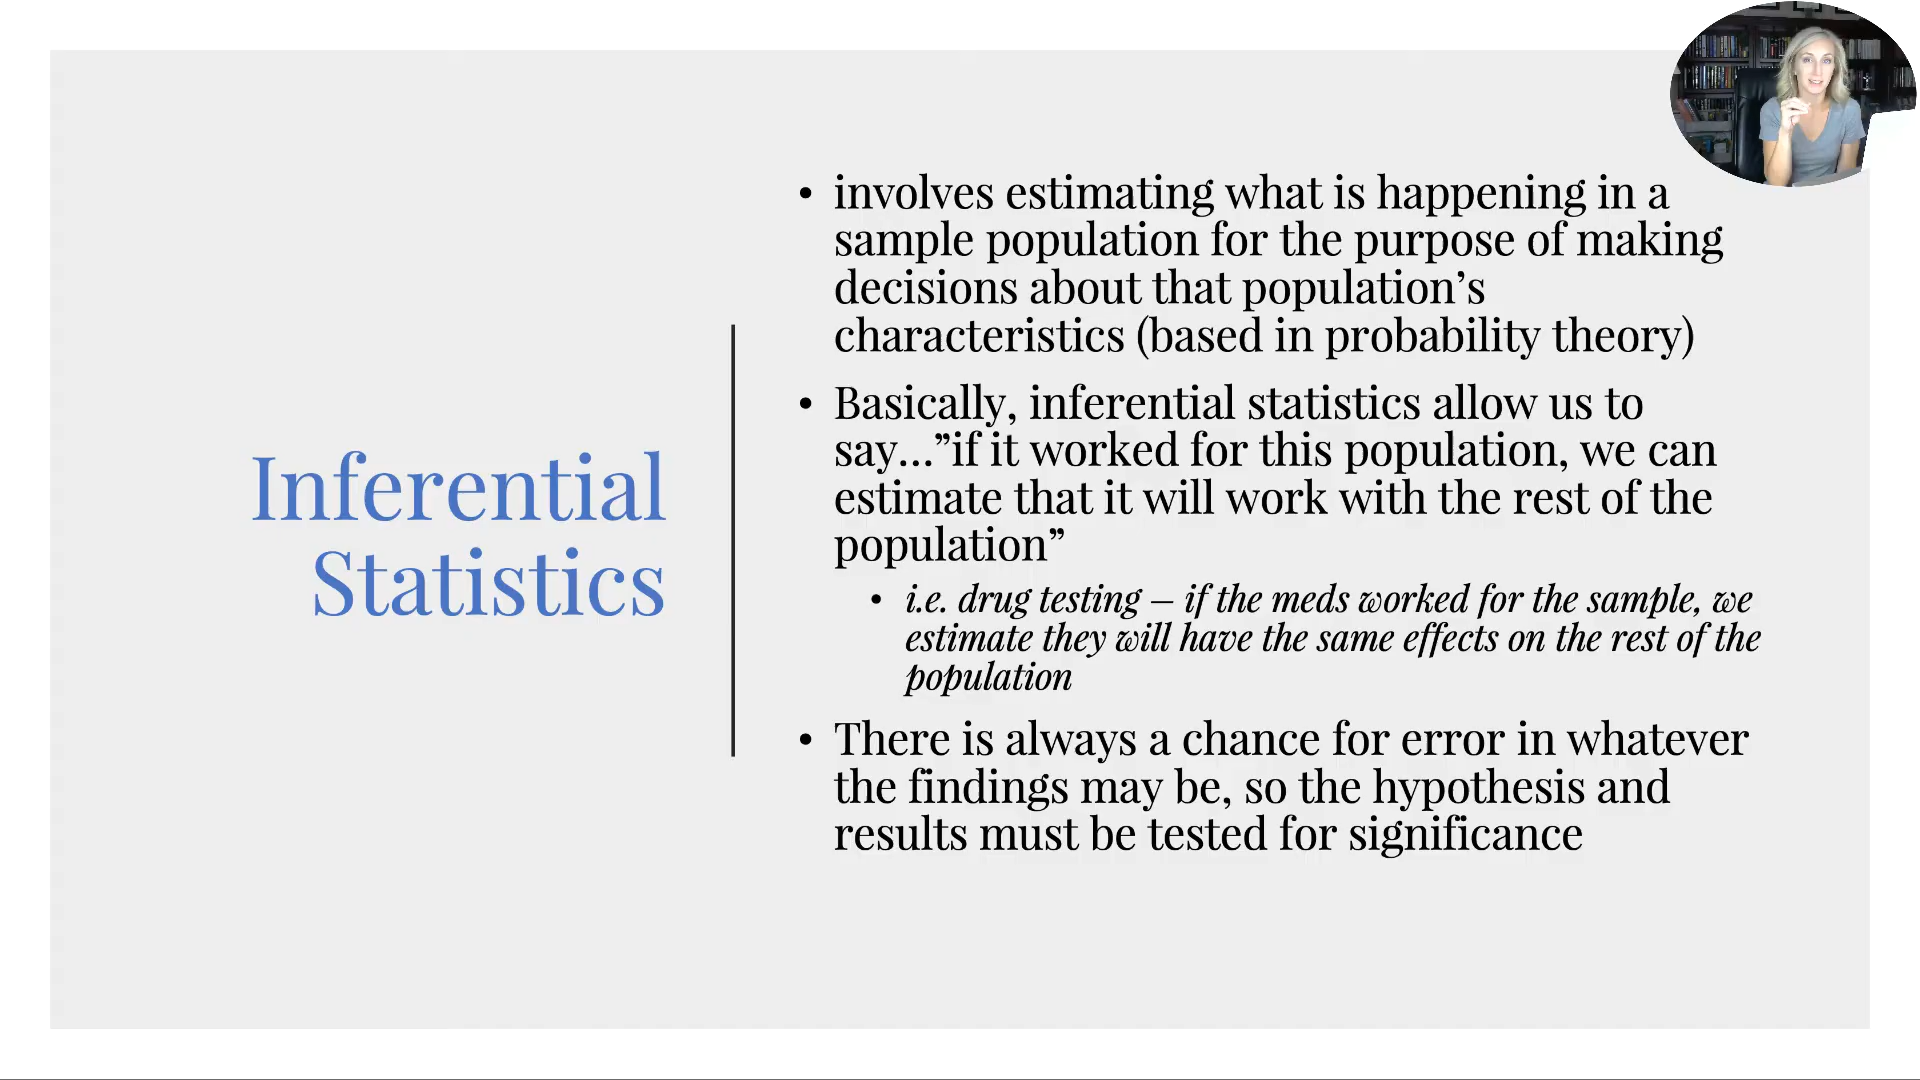 Inferential
Statistics
• involves estimating what is happening in a
sample population for the purpose of making
decisions about that population’s
characteristics (based in probability theory)
• Basically, inferential statistics allow us to
say…”if it worked for this population, we can
estimate that it will work with the rest of the
population”
• i.e. drug testing – if the meds worked for the sample, we
estimate they will have the same effects on the rest of the
population
• There is always a chance for error in whatever
the findings may be, so the hypothesis and
results must be tested for significance